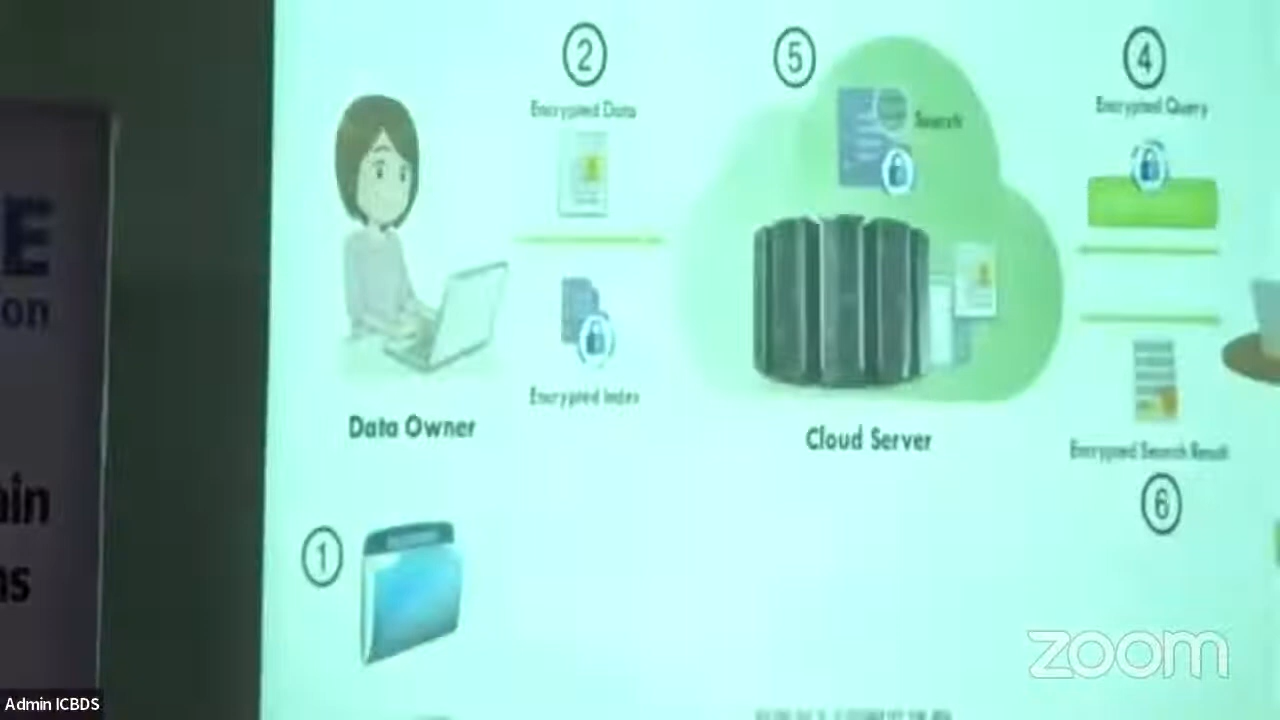 E
on
ain
as
2
Encrypted Data
Encrypted Index
Data Owner
1
5
Search
Cloud Server
4
Encrypted Query
Encrypted Search Result
6
zoom
Admin ICBDS